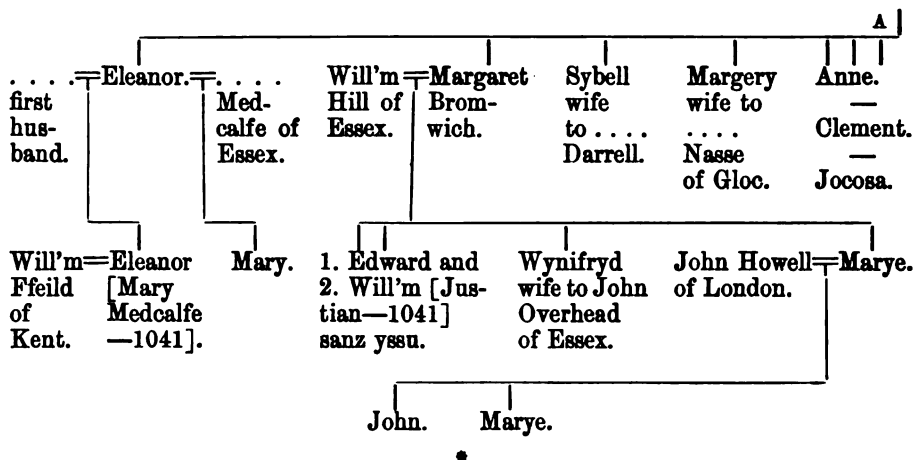 A
. . . .=Eleanor.=. . . .
first
hus-
band.
Med-
calfe of
Essex.
Will'm=Margaret
Hill of
Essex.
Brom-
wich.
Sybell
wife
to . . . .
Darrell.
Margery
wife to
. . . .
Nasse
of Gloc.
Anne.
—
Clement.
—
Jocosa.
Will'm=Eleanor
Ffeild
of
Kent.
[Mary
Medcalfe
—1041].
Mary.
1. Edward and
2. Will'm [Jus-
tian—1041]
sanz yssu.
Wynifryd
wife to John
Overhead
of Essex.
John Howell=Marye.
of London.
John.
Marye.